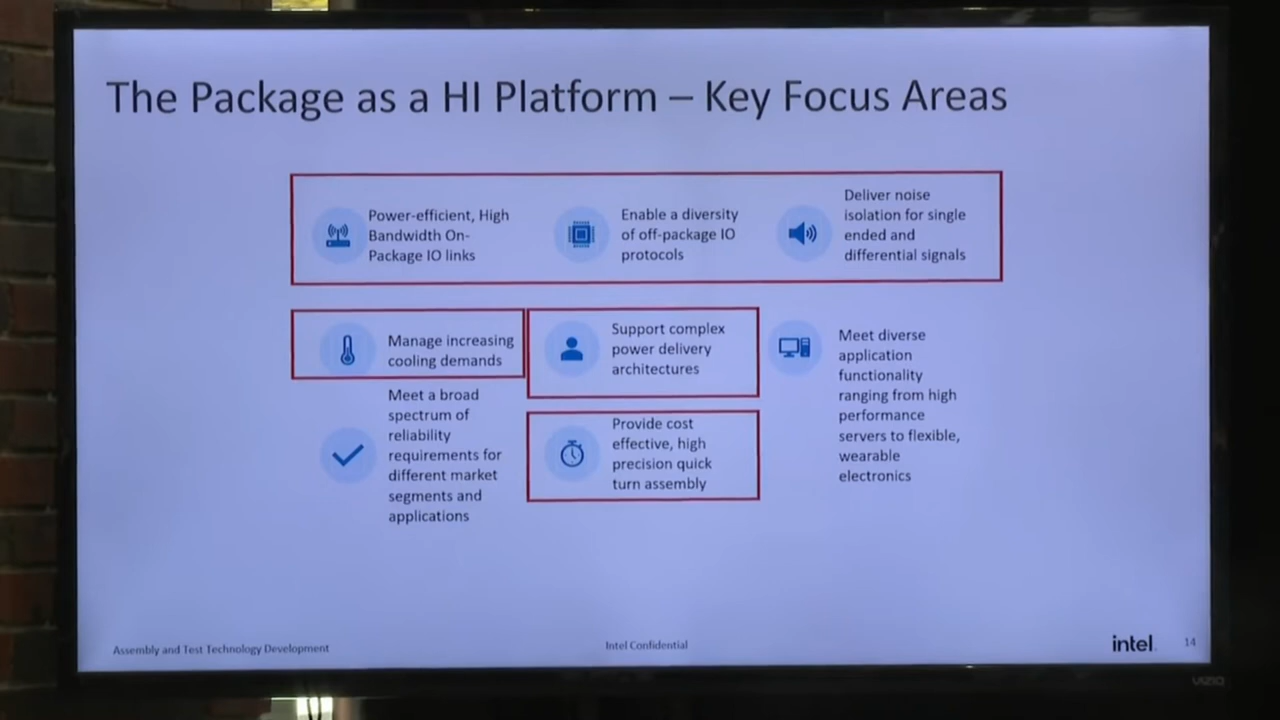 The Package as a HI Platform – Key Focus Areas
Power-efficient, High
Bandwidth On-
Package IO links
Enable a diversity
of off-package IO
protocols
Deliver noise
isolation for single
ended and
differential signals
Manage increasing
cooling demands
Support complex
power delivery
architectures
Meet diverse
application
functionality
ranging from high
performance
servers to flexible,
wearable
electronics
Meet a broad
spectrum of
reliability
requirements for
different market
segments and
applications
Provide cost
effective, high
precision quick
turn assembly
Assembly and Test Technology Development
Intel Confidential
intel
14
VIZIO